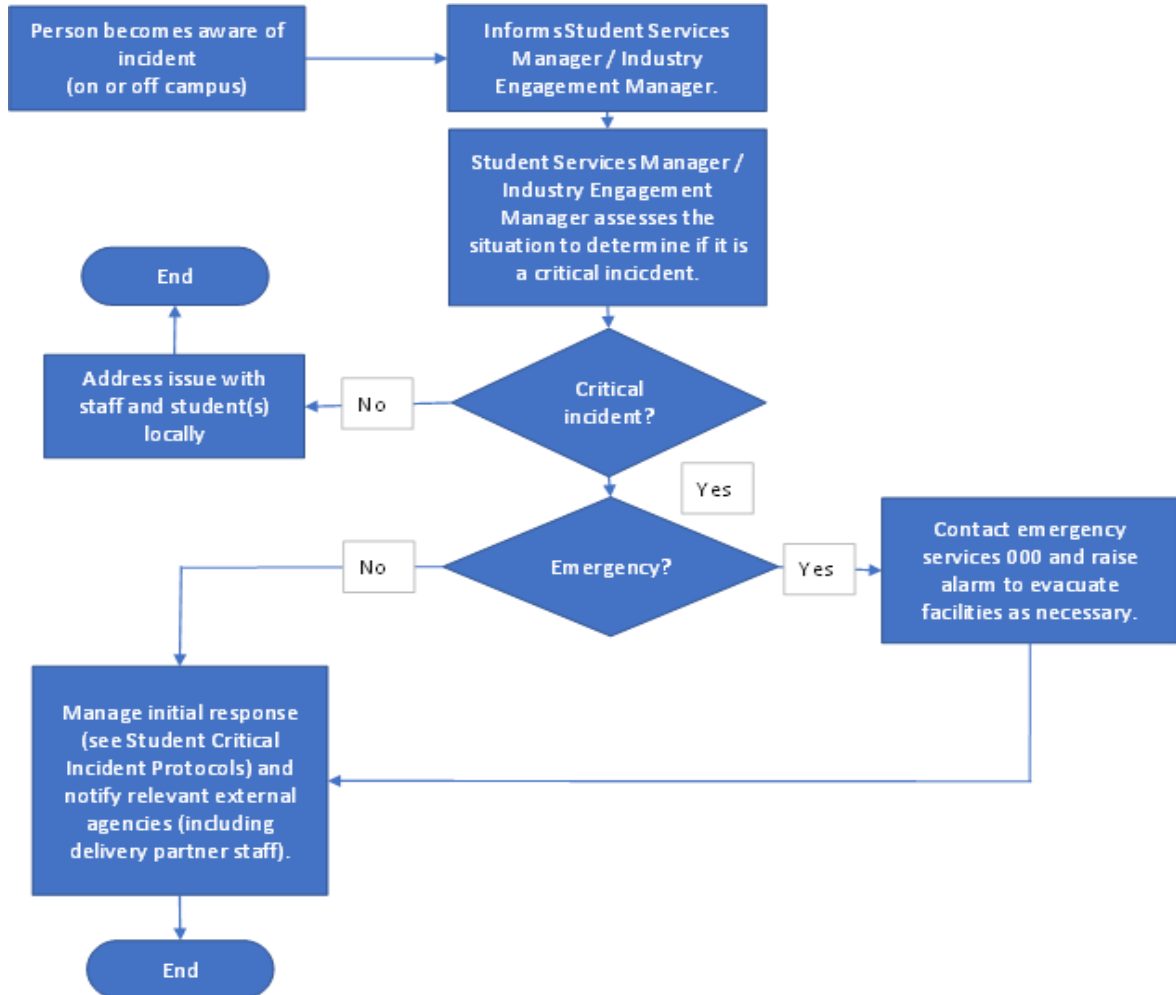 Person becomes aware of
incident
(on or off campus)
Informs Student Services
Manager / Industry
Engagement Manager.
Student Services Manager /
Industry Engagement
Manager assesses the
situation to determine if it is
a critical incicdent.
End
Address issue with
staff and student(s)
locally
No
Critical
incident?
Yes
No
Emergency?
Yes
Contact emergency
services 000 and raise
alarm to evacuate
facilities as necessary.
Manage initial response
(see Student Critical
Incident Protocols) and
notify relevant external
agencies (including
delivery partner staff).
End